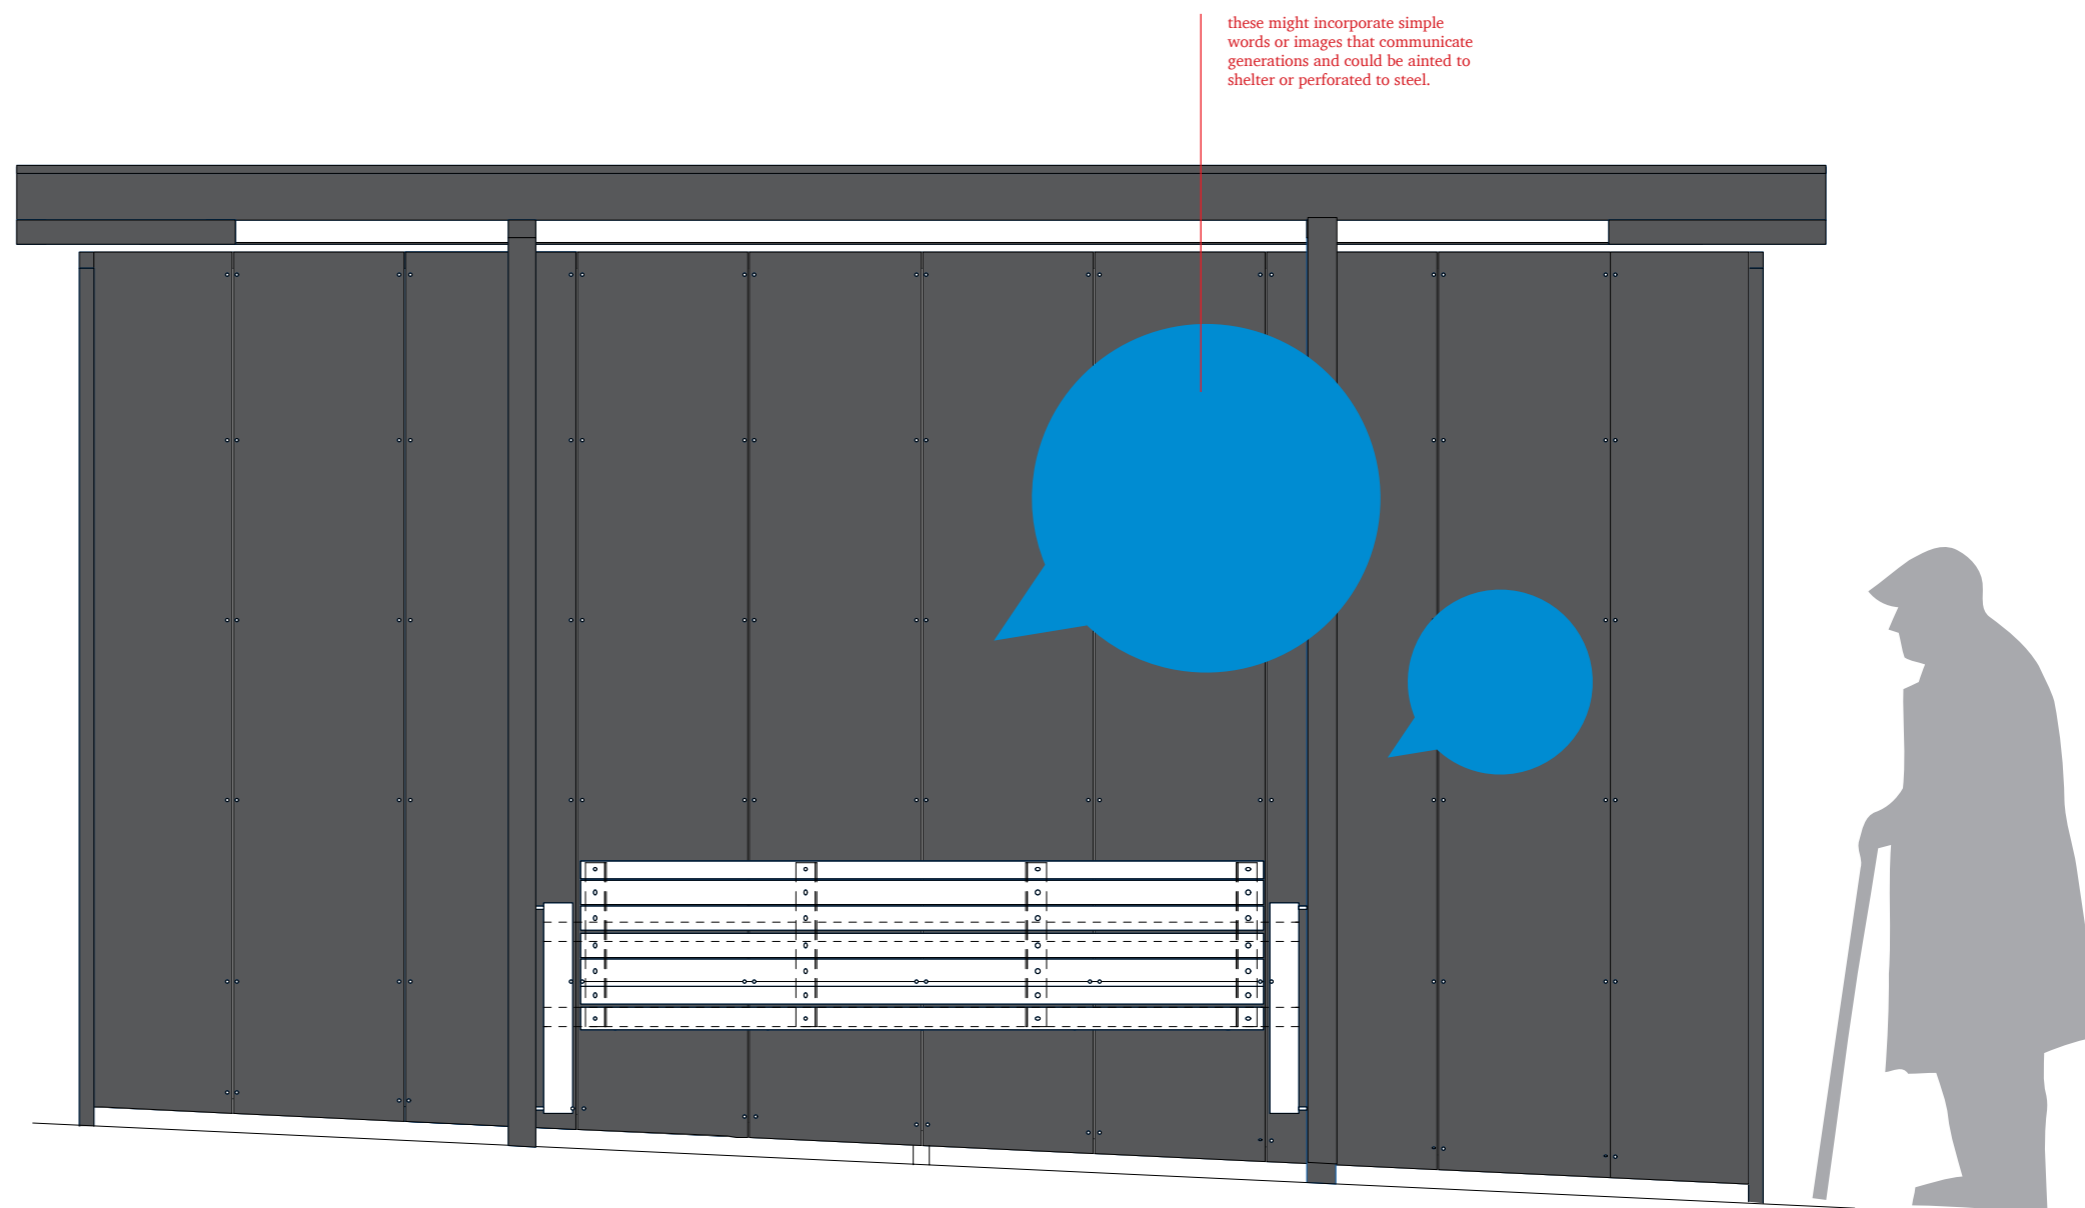 these might incorporate simple
words or images that communicate
generations and could be ainted to
shelter or perforated to steel.